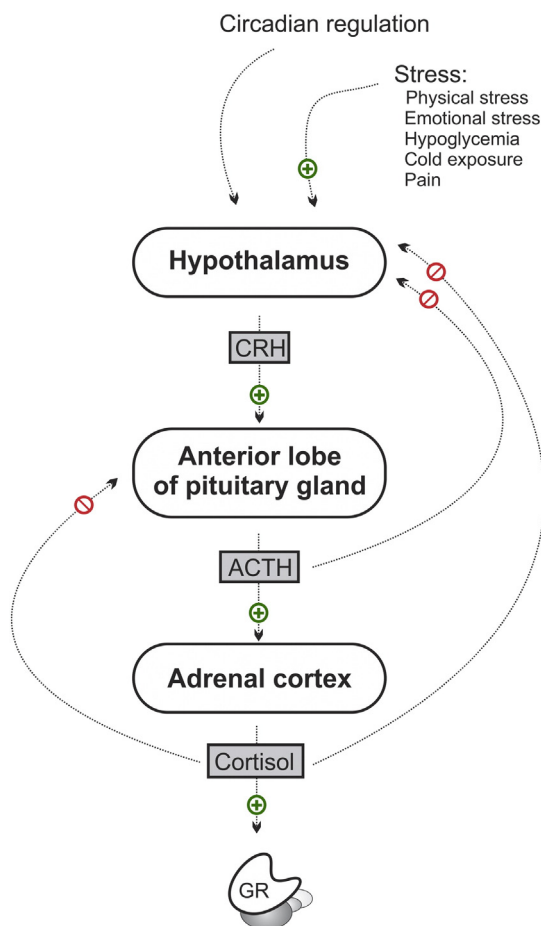 Circadian regulation
Stress:
Physical stress
Emotional stress
Hypoglycemia
Cold exposure
Pain
Hypothalamus
CRH
Anterior lobe
of pituitary gland
ACTH
Adrenal cortex
Cortisol
GR